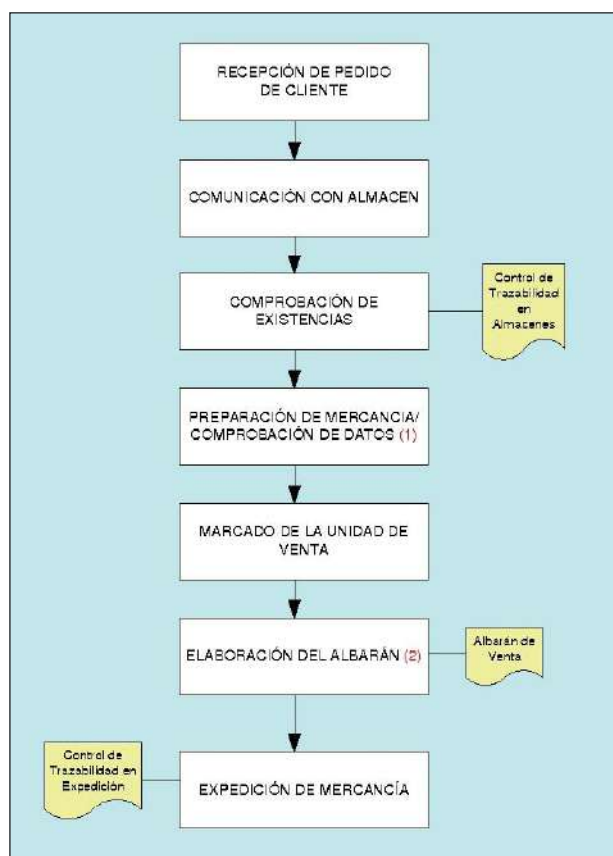 RECEPCIÓN DE PEDIDO
DE CLIENTE
COMUNICACIÓN CON ALMACEN
COMPROBACIÓN DE
EXISTENCIAS
Control de
Trazabilidad
en
Almacenes
PREPARACIÓN DE MERCANCIA/
COMPROBACIÓN DE DATOS (1)
MARCADO DE LA UNIDAD DE
VENTA
ELABORACIÓN DEL ALBARÁN (2)
Albarán de
Venta
Control de
Trazabilidad en
Expedición
EXPEDICIÓN DE MERCANCÍA